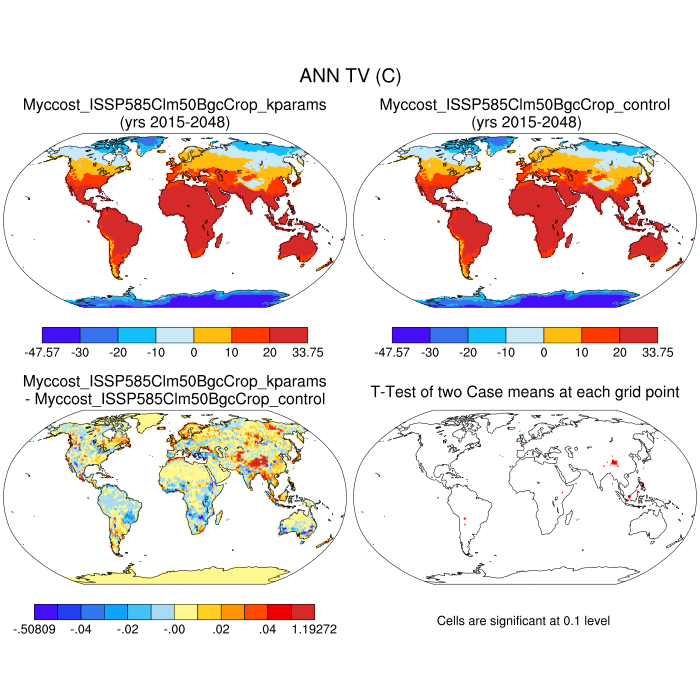 ANN TV (C)
Myccost_ISSP585Clm50BgcCrop_kparams
(yrs 2015-2048)
Myccost_ISSP585Clm50BgcCrop_control
(yrs 2015-2048)
-47.57 -30 -20 -10 0 10 20 33.75
-47.57 -30 -20 -10 0 10 20 33.75
Myccost_ISSP585Clm50BgcCrop_kparams
- Myccost_ISSP585Clm50BgcCrop_control
T-Test of two Case means at each grid point
-.50809 -.04 -.02 -.00 .02 .04 1.19272
Cells are significant at 0.1 level